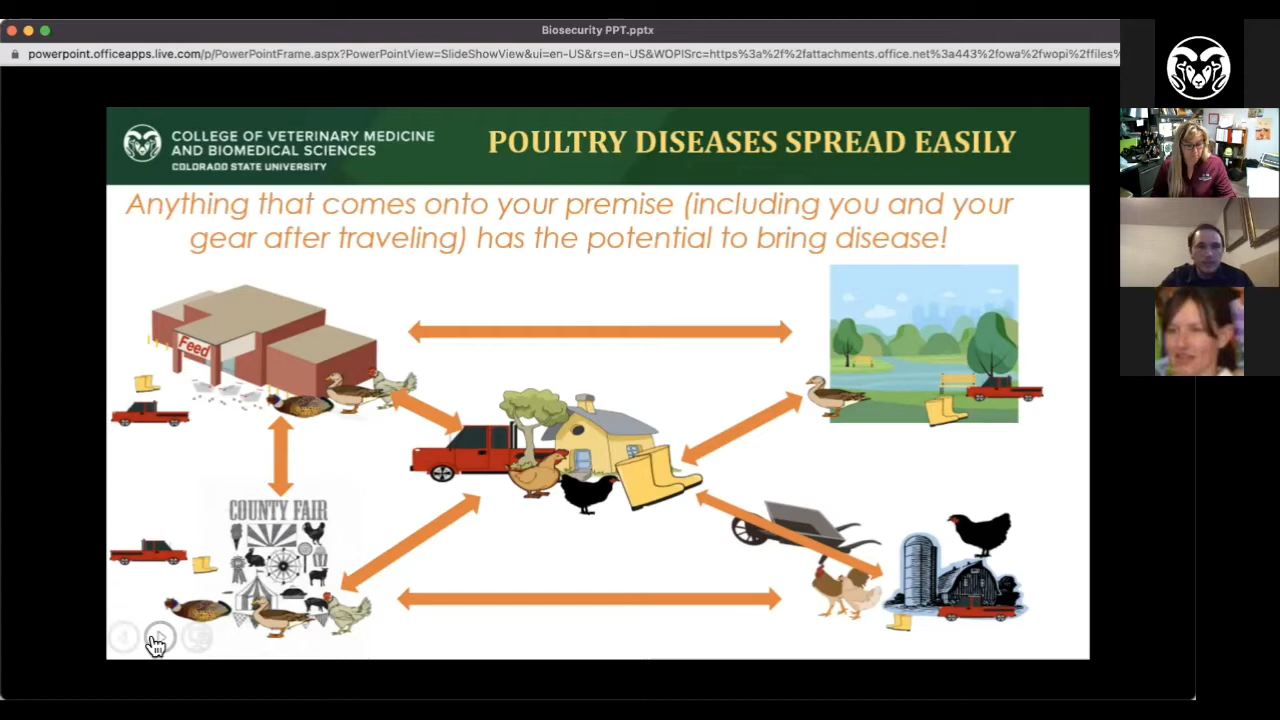 Biosecurity PPT.pptx
powerpoint.officeapps.live.com/p/PowerPointFrame.aspx?PowerPointView=SlideShowView&ui=en-US&rs=en-US&WOPISrc=https%3a%2f%2fattachments.office.net%3a443%2fowa%2fwopi%2ffiles%
COLLEGE OF VETERINARY MEDICINE
AND BIOMEDICAL SCIENCES
COLORADO STATE UNIVERSITY
POULTRY DISEASES SPREAD EASILY
Anything that comes onto your premise (including you and your
gear after traveling) has the potential to bring disease!
Feed
COUNTY FAIR